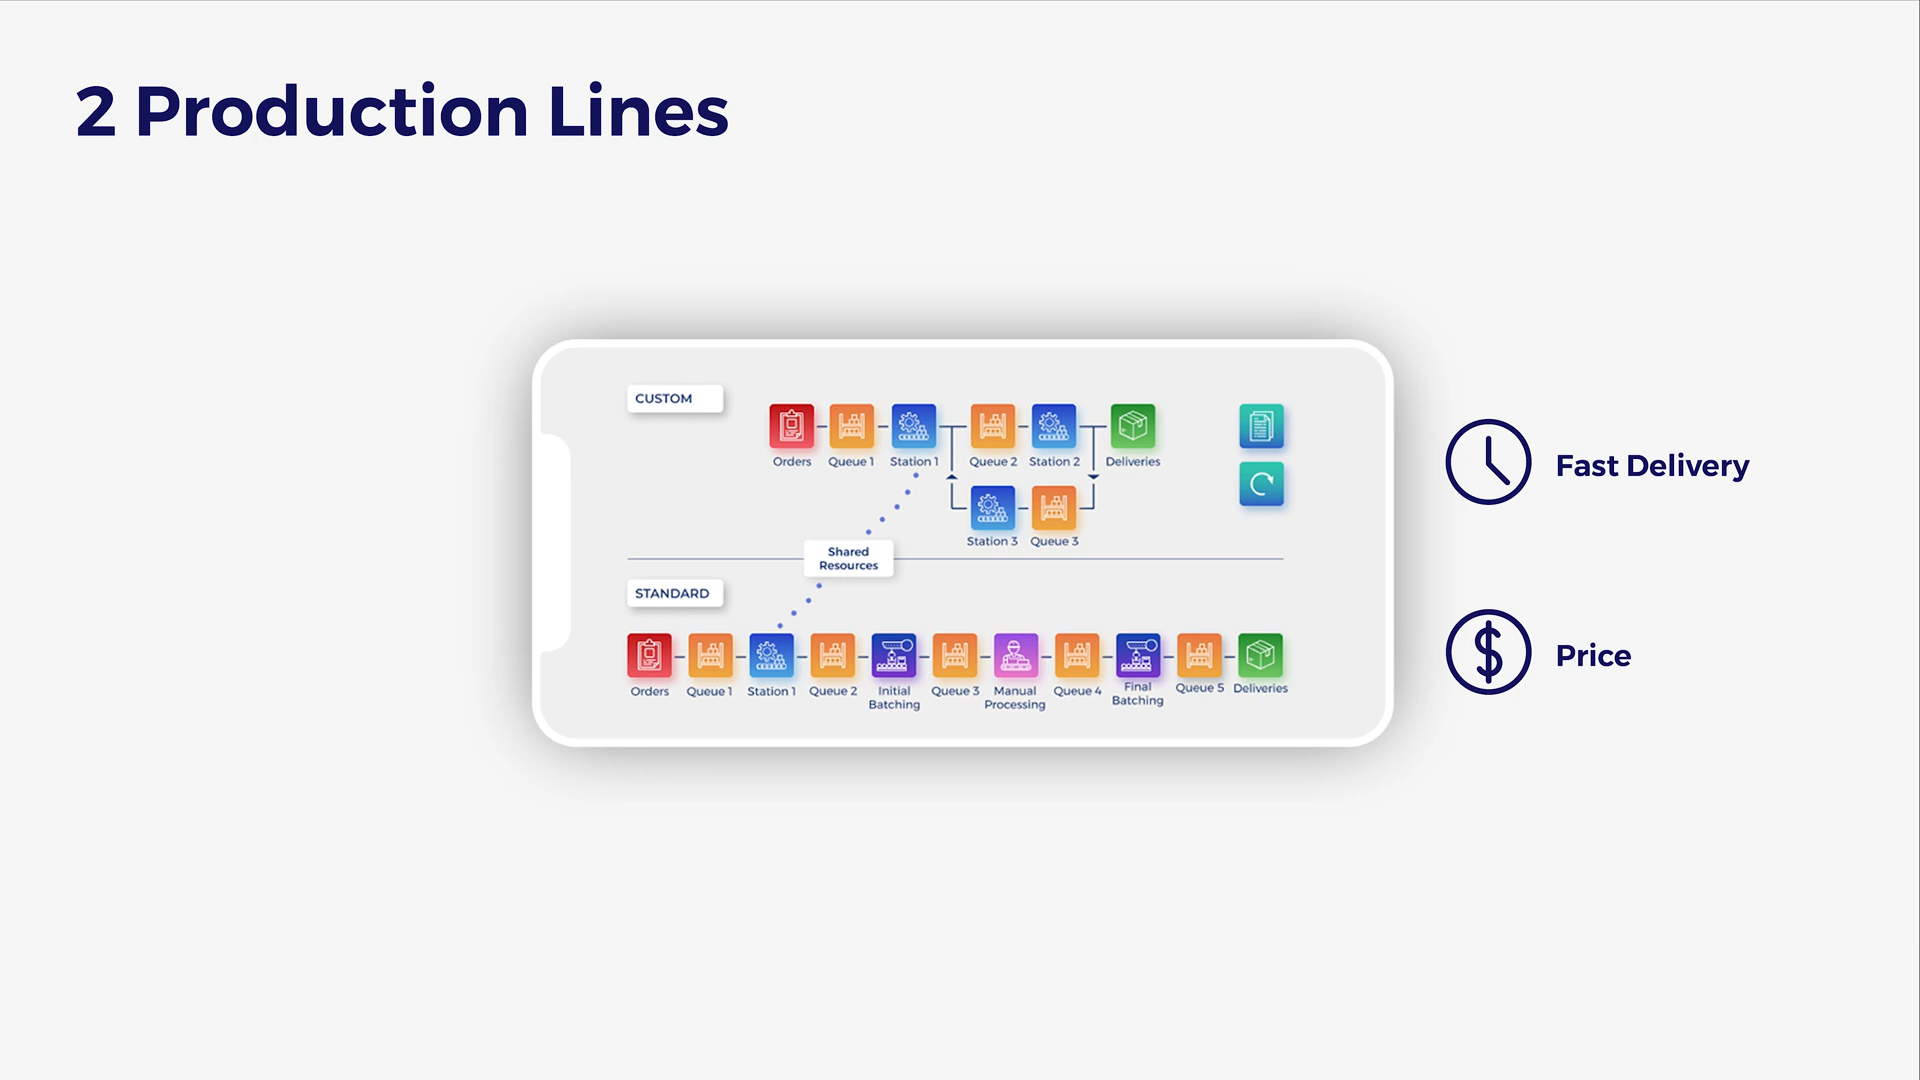 2 Production Lines
CUSTOM
Orders
Queue 1
Station 1
Queue 2
Station 2
Deliveries
Station 3
Queue 3
Shared
Resources
STANDARD
Orders
Queue 1
Station 1
Queue 2
Initial
Batching
Queue 3
Manual
Processing
Queue 4
Final
Batching
Queue 5
Deliveries
Fast Delivery
$ Price